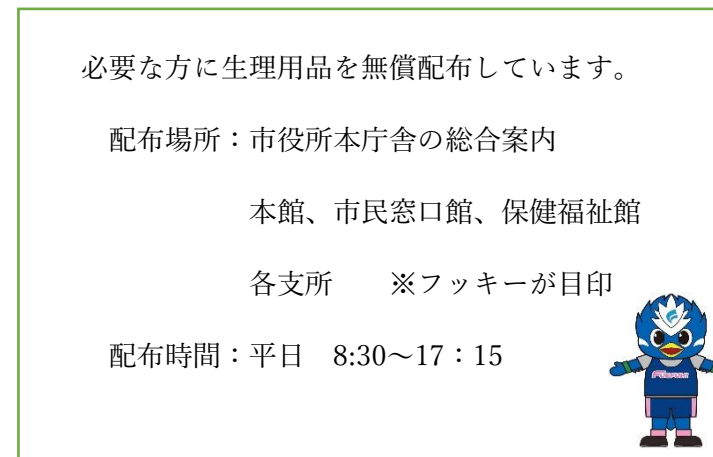 必要な方に生理用品を無償配布しています。
配布場所：市役所本庁舎の総合案内
本館、市民窓口館、保健福祉館
各支所　　※フッキーが目印
配布時間：平日　8:30～17：15